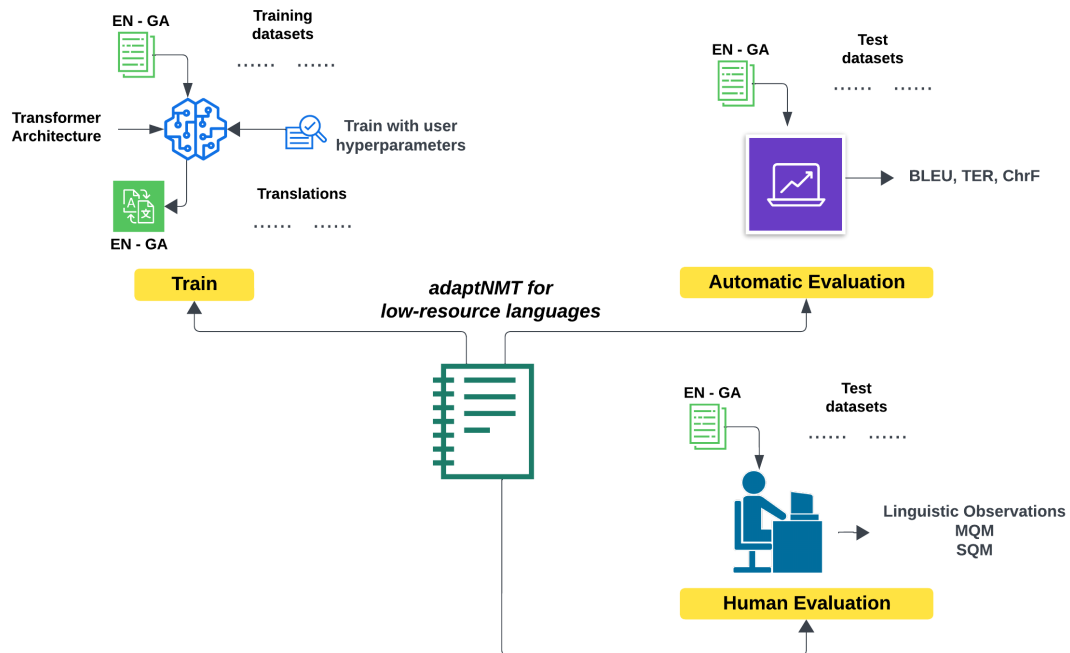 EN - GA
Training
datasets
...... ......
Transformer
Architecture
Train with user
hyperparameters
Translations
...... ......
EN - GA
Train
EN - GA
Test
datasets
...... ......
BLEU, TER, ChrF
Automatic Evaluation
adaptNMT for
low-resource languages
EN - GA
Test
datasets
...... ......
Linguistic Observations
MQM
SQM
Human Evaluation